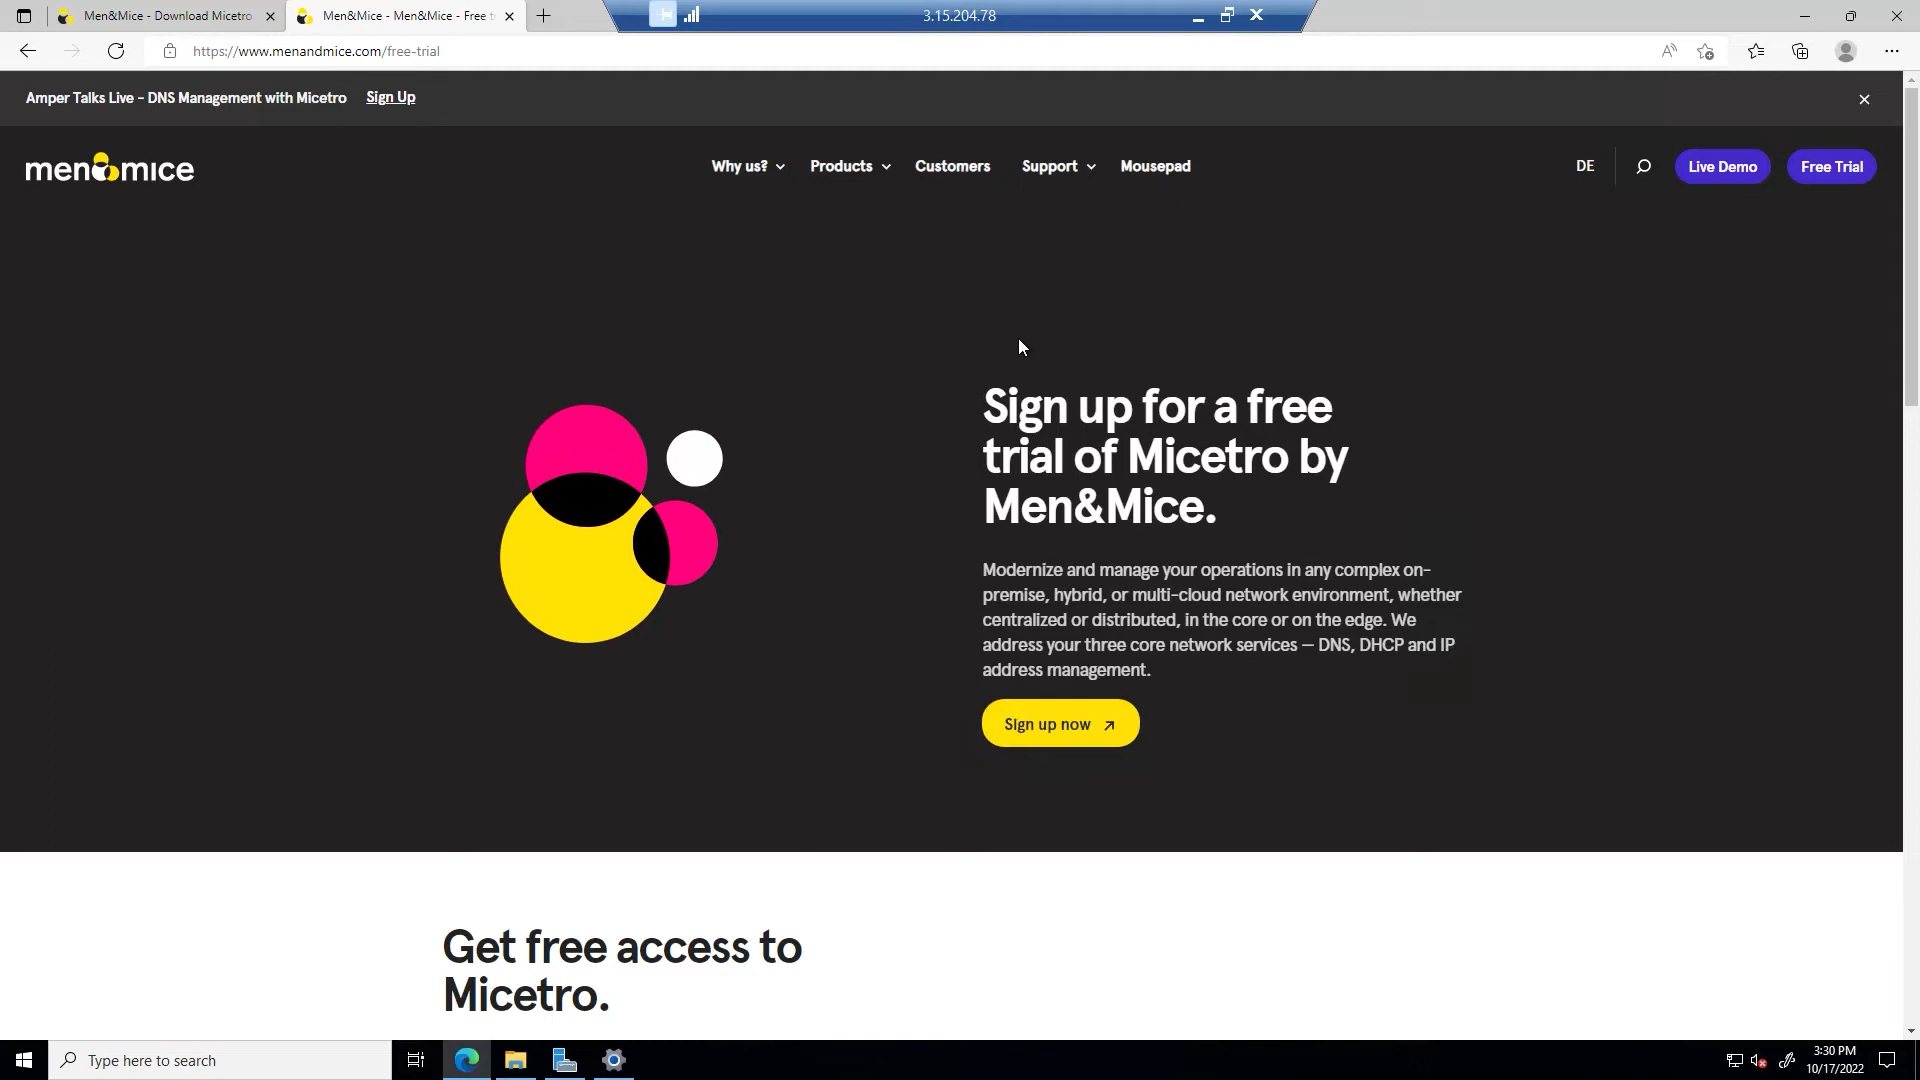 Men&Mice - Download Micetro
Men&Mice - Men&Mice - Free t
3.15.204.78
https://www.menandmice.com/free-trial
Amper Talks Live - DNS Management with Micetro Sign Up
men&mice
Why us? Products Customers Support Mousepad
DE
Live Demo
Free Trial
Sign up for a free
trial of Micetro by
Men&Mice.
Modernize and manage your operations in any complex on-
premise, hybrid, or multi-cloud network environment, whether
centralized or distributed, in the core or on the edge. We
address your three core network services — DNS, DHCP and IP
address management.
Sign up now
Get free access to
Micetro.
Type here to search
3:30 PM
10/17/2022